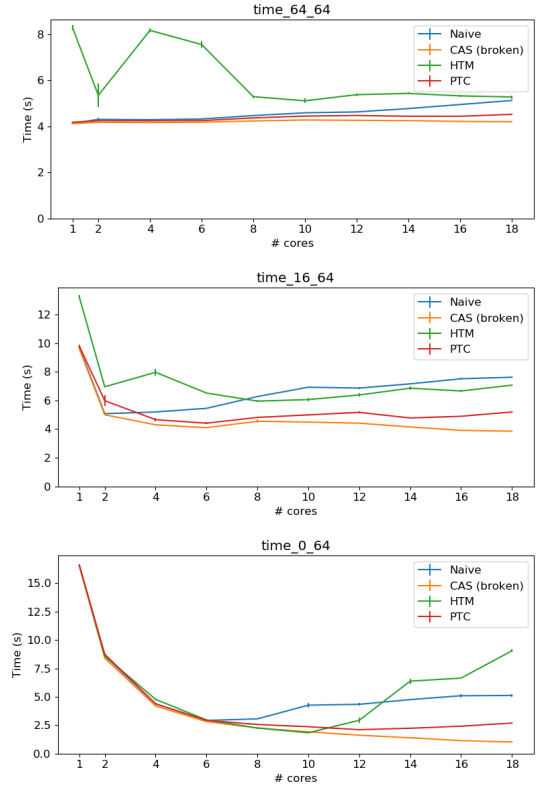 time_64_64
8
6
4
2
0
Time (s)
Naive
CAS (broken)
HTM
PTC
1 2 4 6 8 10 12 14 16 18
# cores
time_16_64
12
10
8
6
4
2
0
Time (s)
Naive
CAS (broken)
HTM
PTC
1 2 4 6 8 10 12 14 16 18
# cores
time_0_64
15.0
12.5
10.0
7.5
5.0
2.5
0.0
Time (s)
Naive
CAS (broken)
HTM
PTC
1 2 4 6 8 10 12 14 16 18
# cores